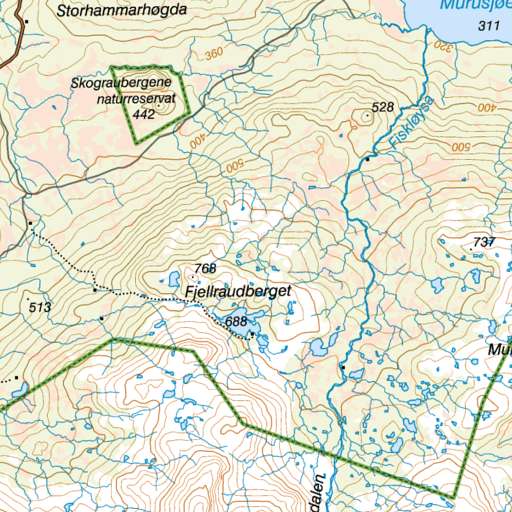 Storhammarhøgda
Murusjøe
311
320
360
Skograubergene
naturreservat
442
528
400
400
Fiskløysa
500
500
737
768
Fjellraudberget
513
688
dalen